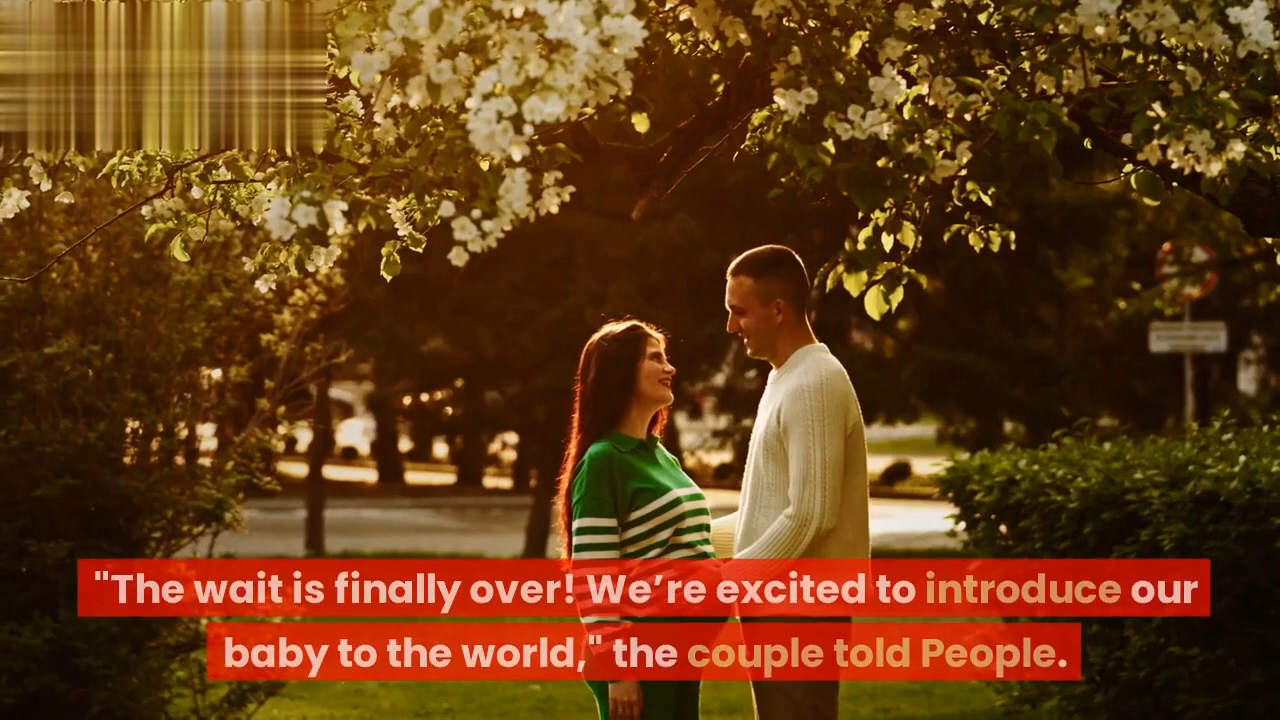 "The wait is finally over! We’re excited to introduce our
baby to the world," the couple told People.